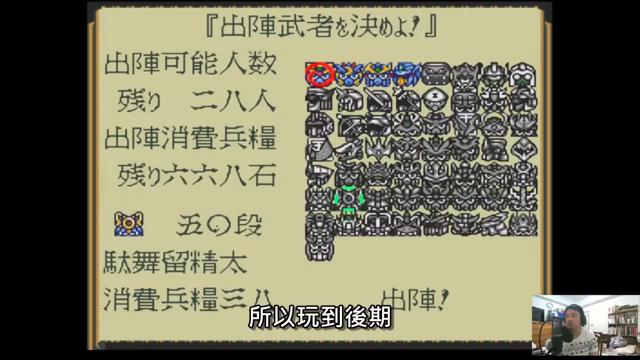 『出陣武者を決めよ!』
出陣可能人数
残り 二八人
出陣消費兵糧
残り六六八石
五〇段
駄舞留精太
消費兵糧三八
出陣!
所以玩到後期